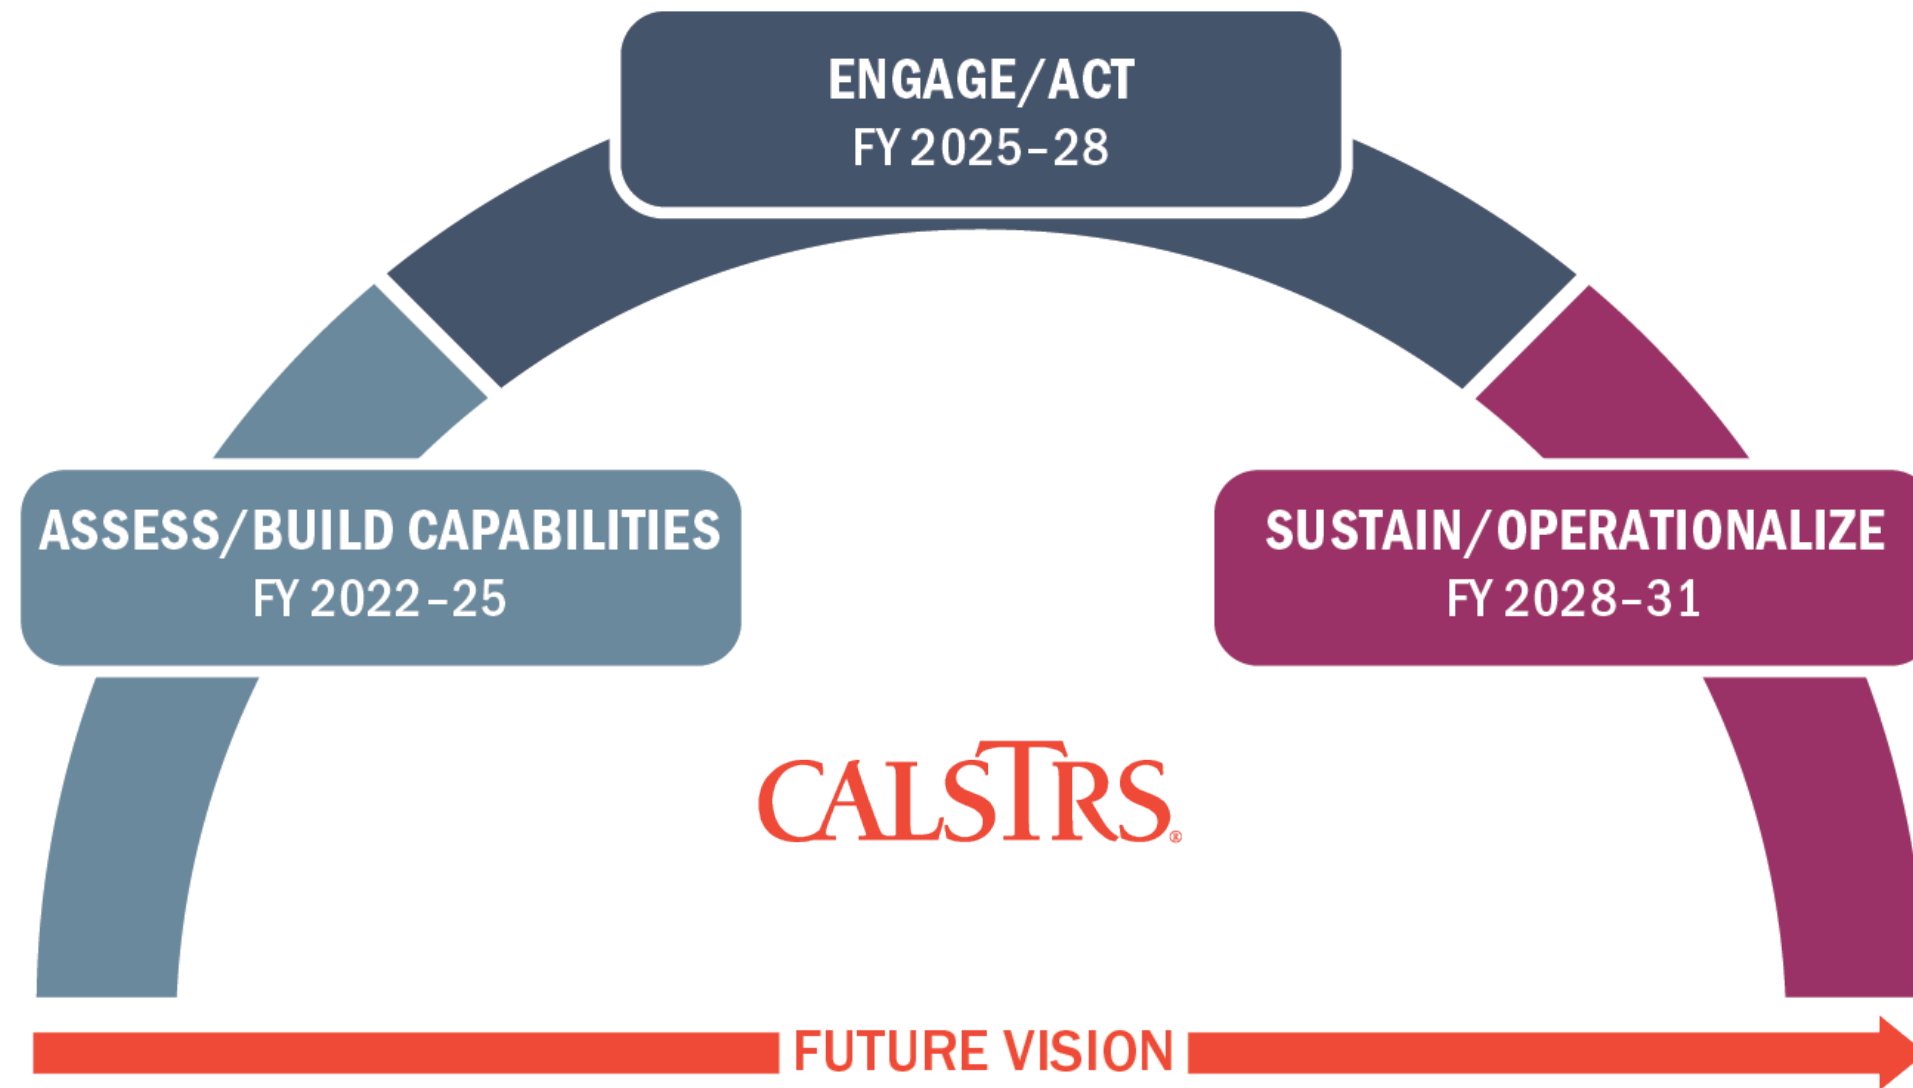 ENGAGE/ACT
FY 2025–28
ASSESS/BUILD CAPABILITIES
FY 2022–25
SUSTAIN/OPERATIONALIZE
FY 2028–31
CALSTRS®
FUTURE VISION